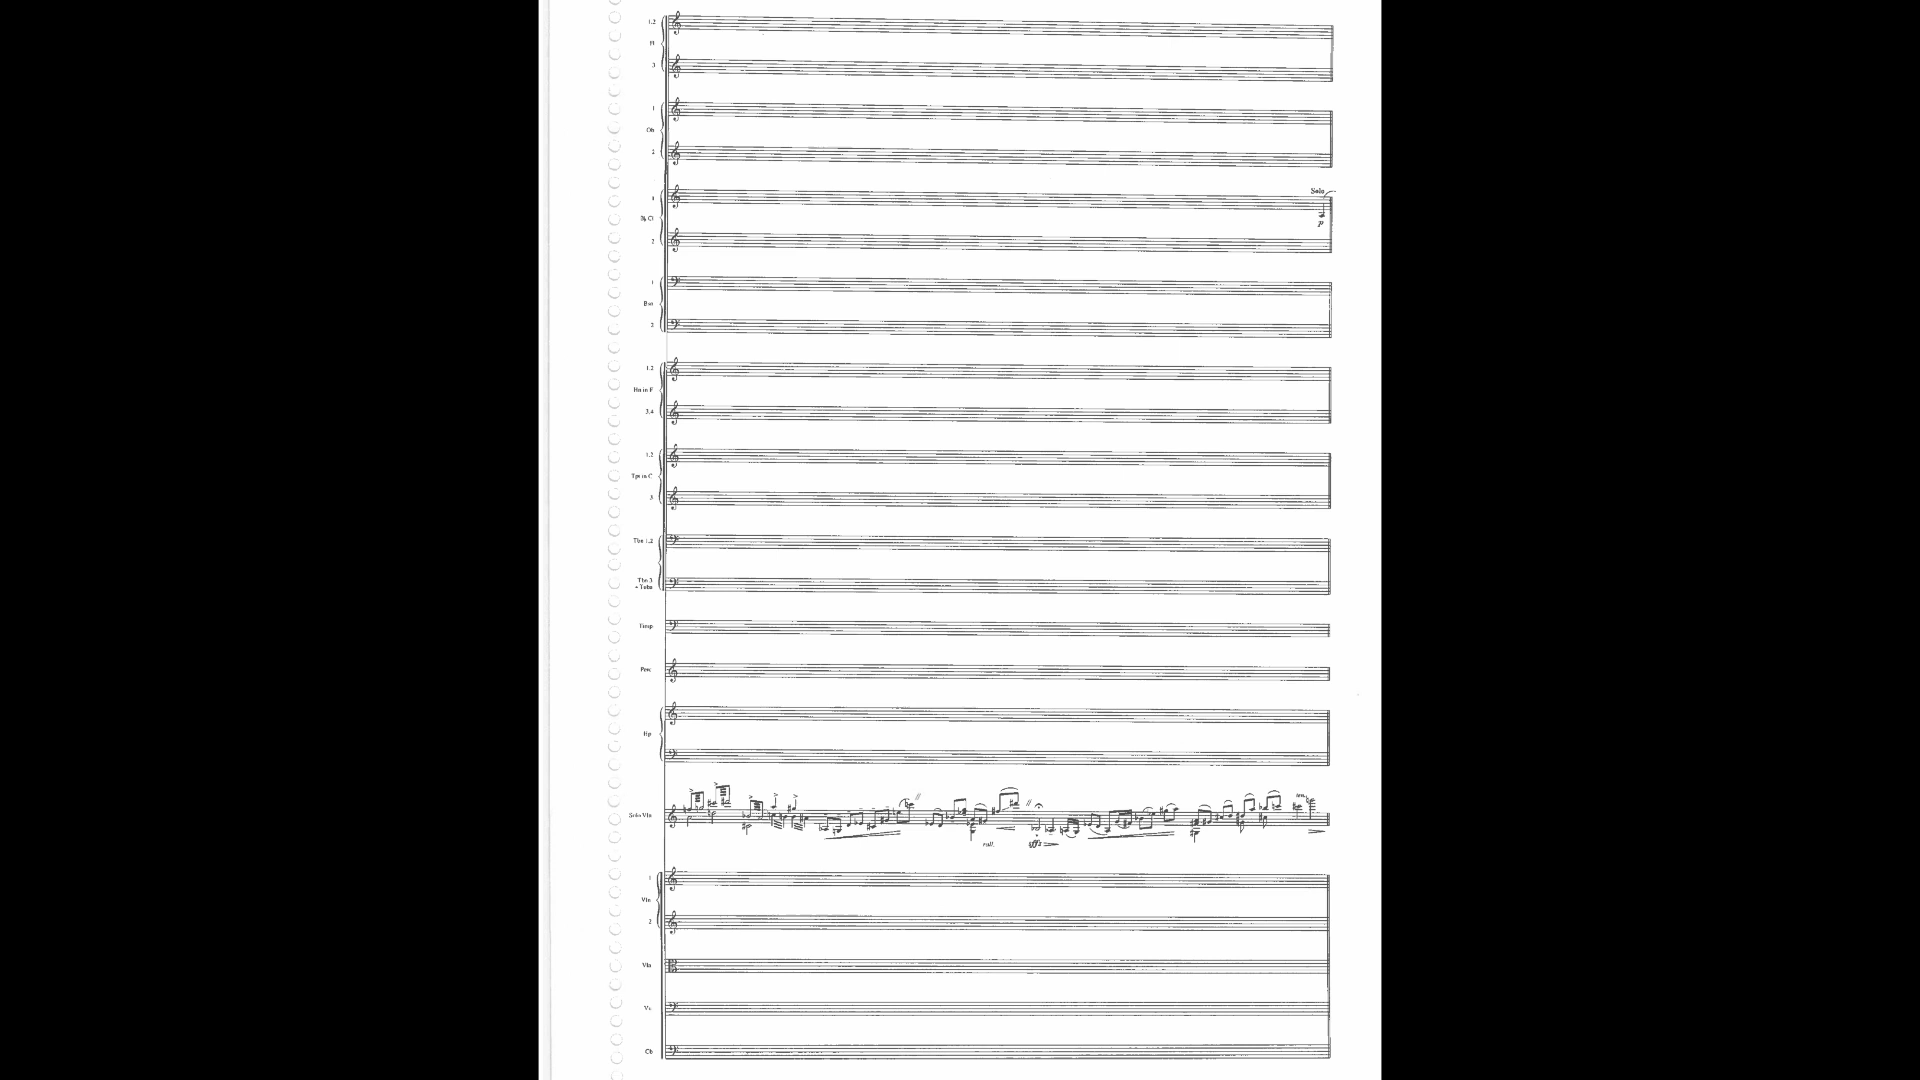 1.2
Fl
3
1
Ob
2
Solo
1
B♭ Cl
p
2
1
Bsn
2
1.2
Hn in F
3.4
1.2
Tpt in C
3
Tbn 1.2
Tbn 3
+ Tuba
Timp
Perc
Hp
Solo Vln
rall.
sffz
1
Vln
2
Vla
Vc
Cb